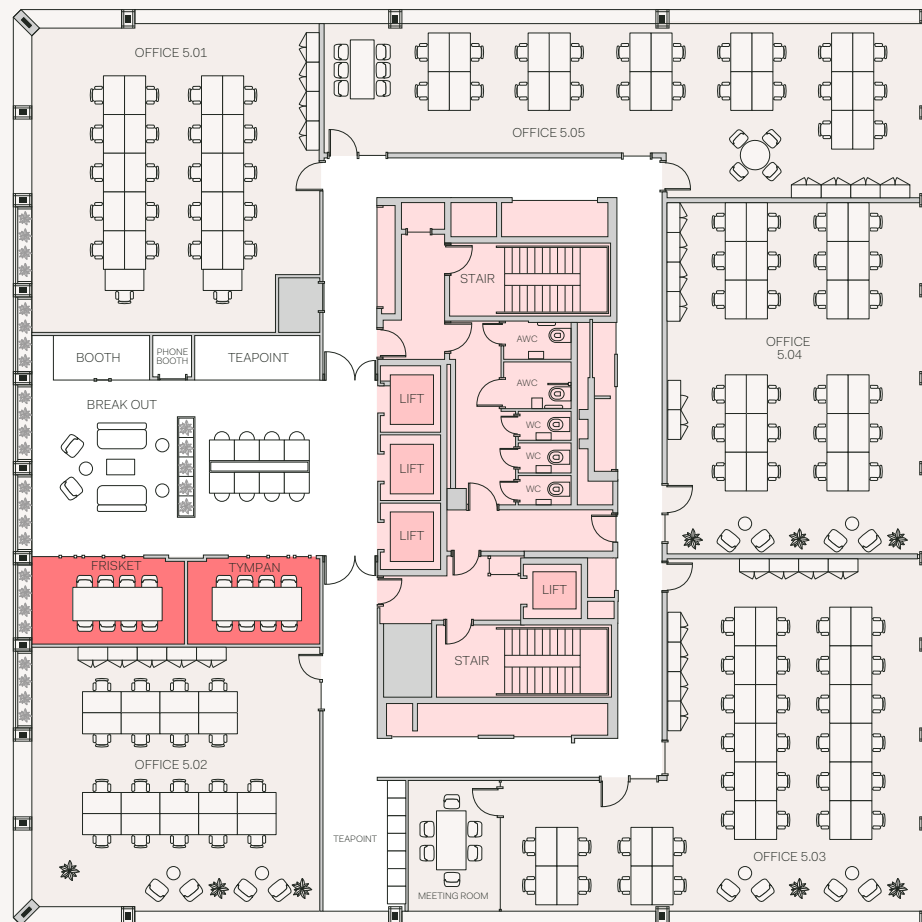 OFFICE 5.01
OFFICE 5.05
STAIR
AWC
OFFICE
5.04
BOOTH
PHONE
BOOTH
TEAPOINT
AWC
LIFT
BREAK OUT
WC
WC
LIFT
WC
LIFT
FRISKET
TYMPAN
LIFT
STAIR
OFFICE 5.02
TEAPOINT
OFFICE 5.03
MEETING ROOM